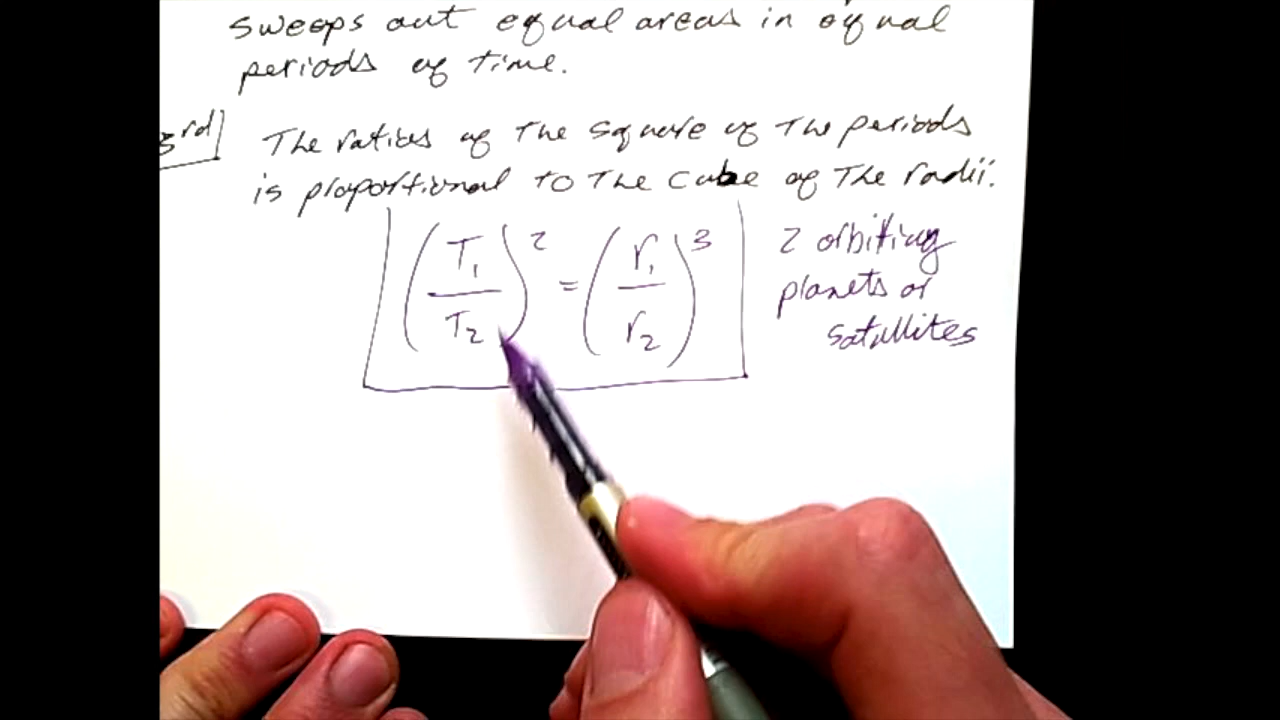 sweeps out equal areas in equal
periods of time.
3rd
The ratios of the square of the periods
is proportional to the cube of the radii.
(T₁/T₂)² = (r₁/r₂)³
2 orbiting
planets or
satellites